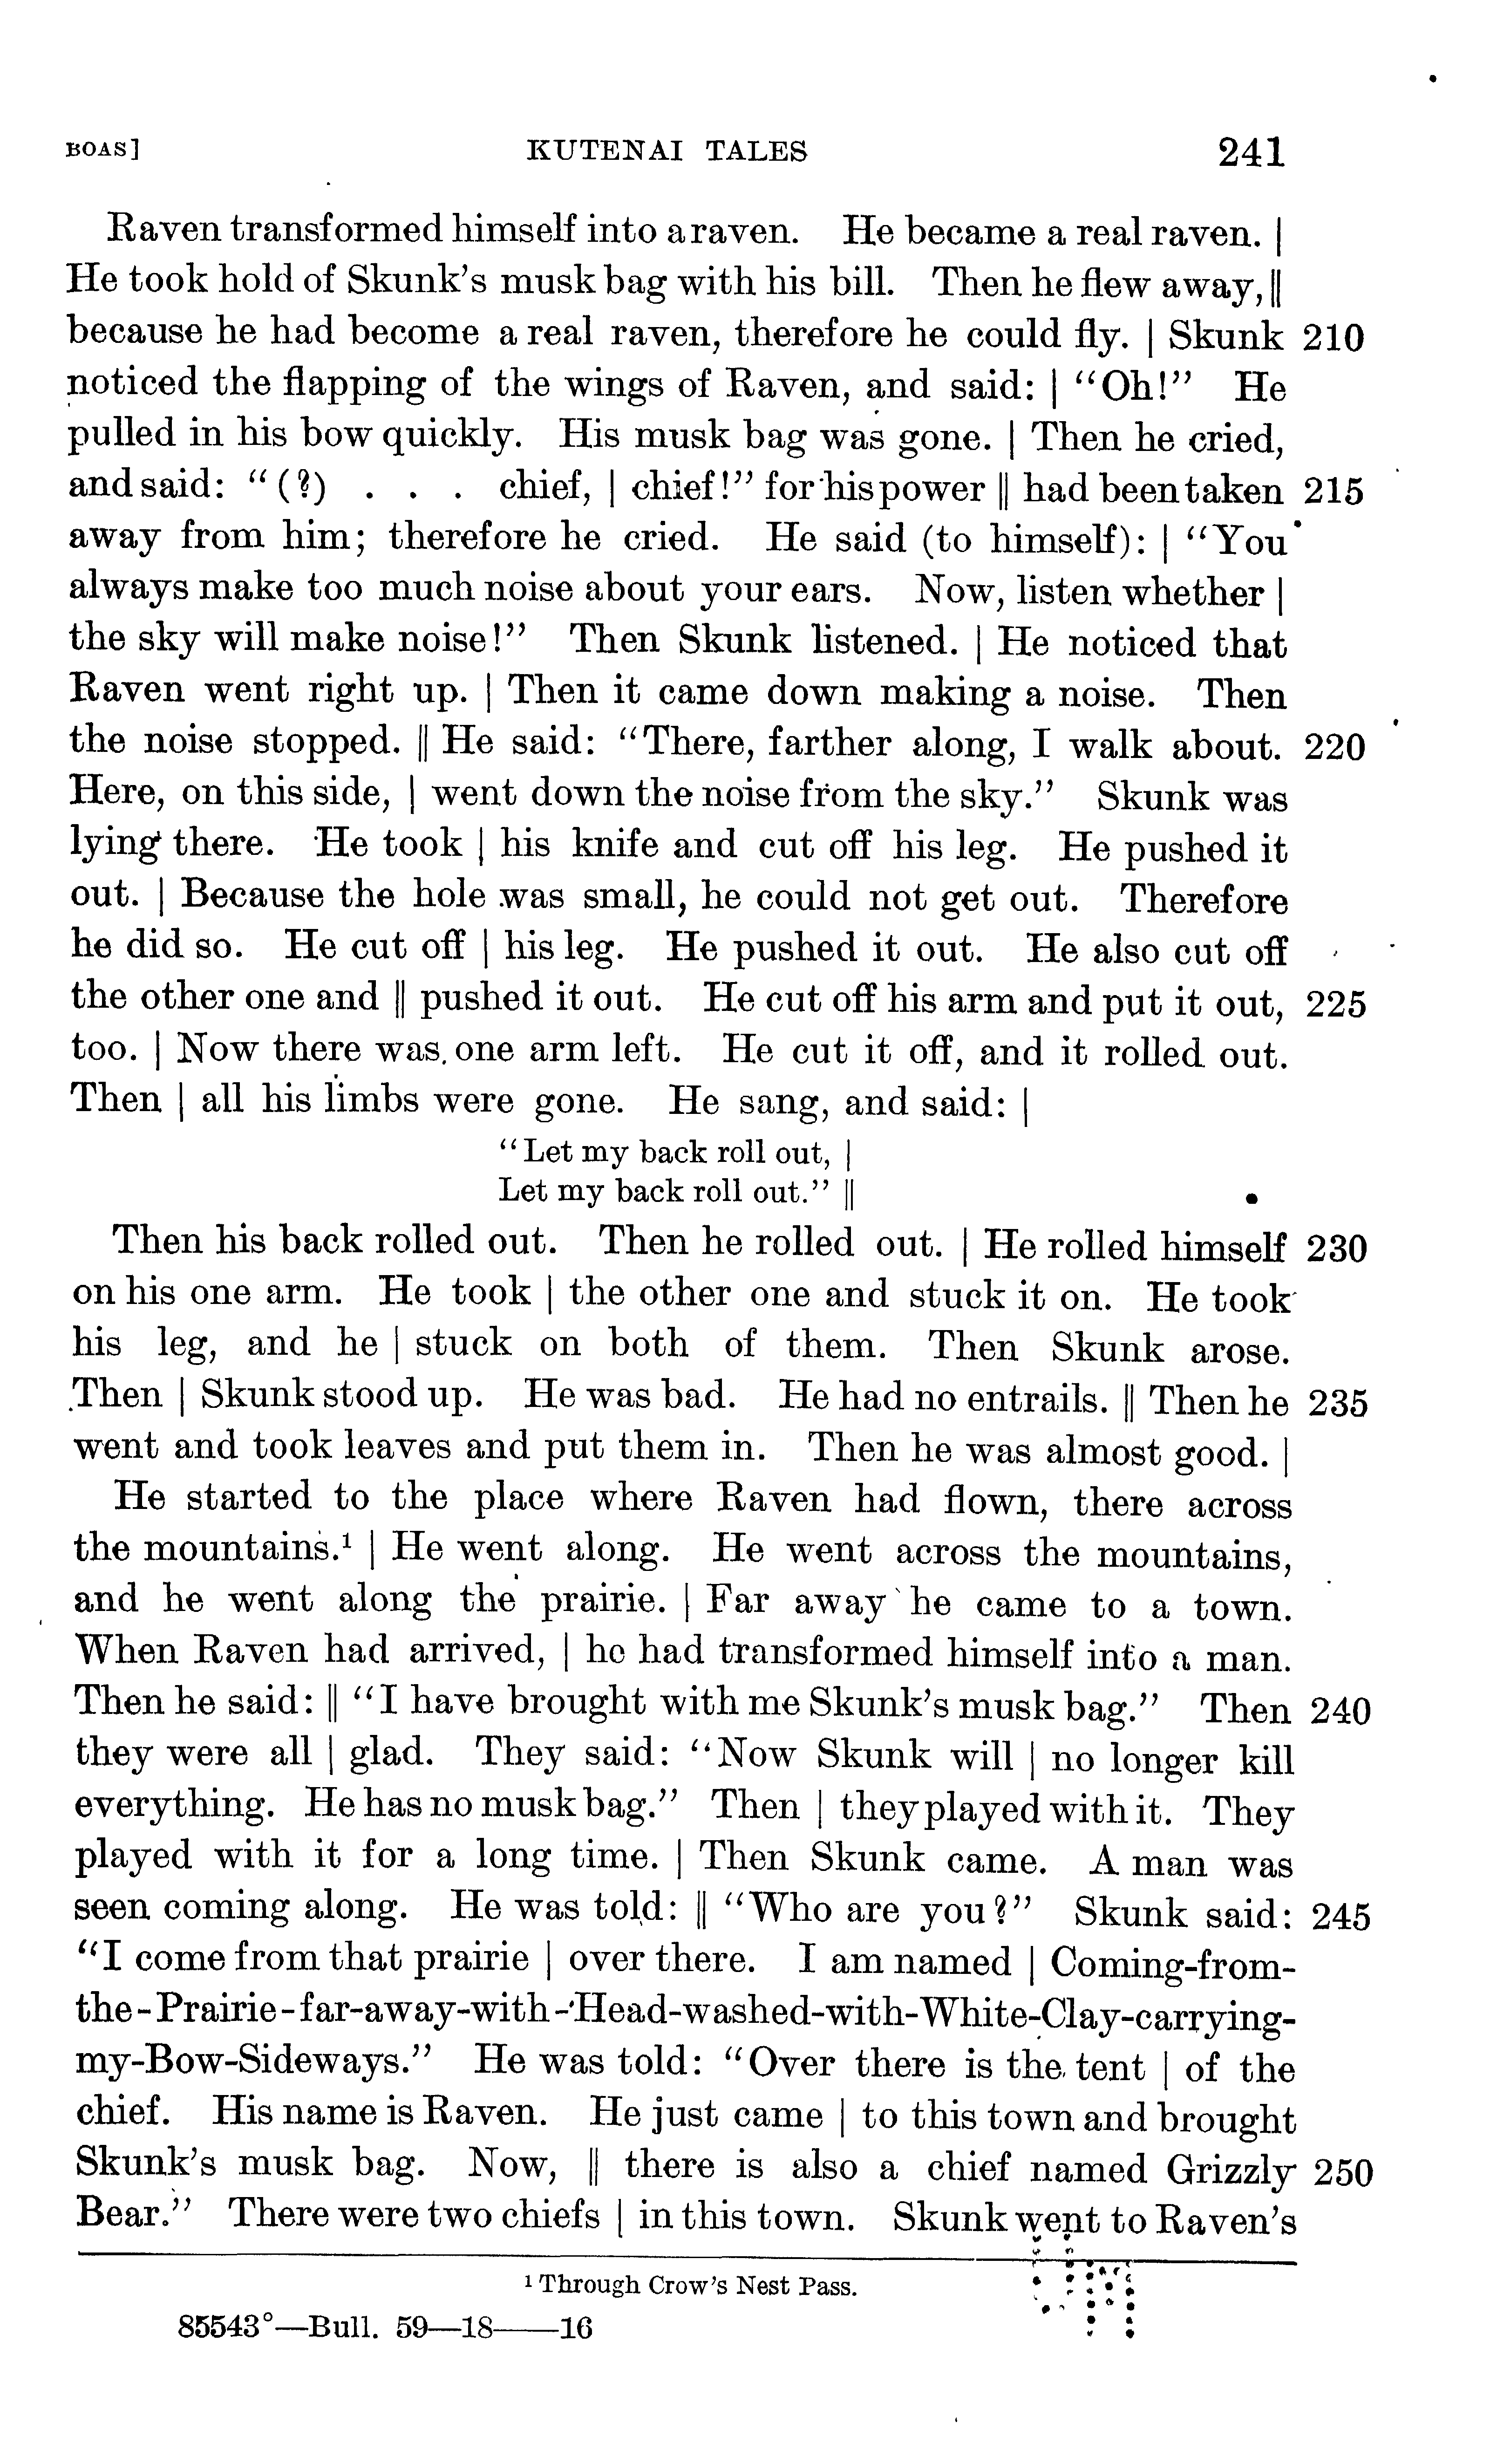 BOAS] KUTENAI TALES 241
Raven transformed himself into a raven. He became a real raven. |
He took hold of Skunk's musk bag with his bill. Then he flew away, ||
because he had become a real raven, therefore he could fly. | Skunk 210
noticed the flapping of the wings of Raven, and said: | "Oh!" He
pulled in his bow quickly. His musk bag was gone. | Then he cried,
and said: "(?) . . . chief, | chief!" for his power || had been taken 215
away from him; therefore he cried. He said (to himself): | "You
always make too much noise about your ears. Now, listen whether |
the sky will make noise!" Then Skunk listened. | He noticed that
Raven went right up. | Then it came down making a noise. Then
the noise stopped. || He said: "There, farther along, I walk about. 220
Here, on this side, | went down the noise from the sky." Skunk was
lying there. He took | his knife and cut off his leg. He pushed it
out. | Because the hole was small, he could not get out. Therefore
he did so. He cut off | his leg. He pushed it out. He also cut off
the other one and || pushed it out. He cut off his arm and put it out, 225
too. | Now there was one arm left. He cut it off, and it rolled out.
Then | all his limbs were gone. He sang, and said: |
"Let my back roll out, |
Let my back roll out." ||
Then his back rolled out. Then he rolled out. | He rolled himself 230
on his one arm. He took | the other one and stuck it on. He took
his leg, and he | stuck on both of them. Then Skunk arose.
Then | Skunk stood up. He was bad. He had no entrails. || Then he 235
went and took leaves and put them in. Then he was almost good. |
He started to the place where Raven had flown, there across
the mountains.¹ | He went along. He went across the mountains,
and he went along the prairie. | Far away he came to a town.
When Raven had arrived, | he had transformed himself into a man.
Then he said: || "I have brought with me Skunk's musk bag." Then 240
they were all | glad. They said: "Now Skunk will | no longer kill
everything. He has no musk bag." Then | they played with it. They
played with it for a long time. | Then Skunk came. A man was
seen coming along. He was told: || "Who are you?" Skunk said: 245
"I come from that prairie | over there. I am named | Coming-from-
the-Prairie-far-away-with-Head-washed-with-White-Clay-carrying-
my-Bow-Sideways." He was told: "Over there is the tent | of the
chief. His name is Raven. He just came | to this town and brought
Skunk's musk bag. Now, || there is also a chief named Grizzly 250
Bear." There were two chiefs | in this town. Skunk went to Raven's
¹ Through Crow's Nest Pass.
85543°—Bull. 59—18——16